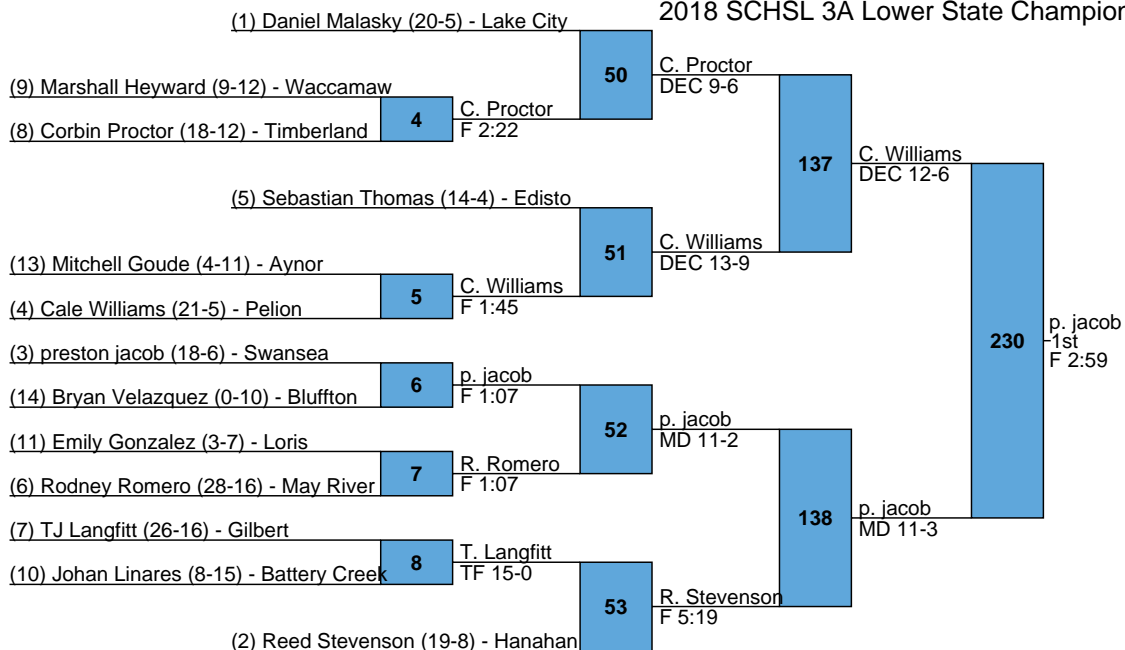 2018 SCHSL 3A Lower State Champion
(1) Daniel Malasky (20-5) - Lake City
50
C. Proctor
DEC 9-6
(9) Marshall Heyward (9-12) - Waccamaw
4
C. Proctor
F 2:22
(8) Corbin Proctor (18-12) - Timberland
137
C. Williams
DEC 12-6
(5) Sebastian Thomas (14-4) - Edisto
51
C. Williams
DEC 13-9
(13) Mitchell Goude (4-11) - Aynor
5
C. Williams
F 1:45
(4) Cale Williams (21-5) - Pelion
230
p. jacob
1st
F 2:59
(3) preston jacob (18-6) - Swansea
6
p. jacob
F 1:07
(14) Bryan Velazquez (0-10) - Bluffton
52
p. jacob
MD 11-2
(11) Emily Gonzalez (3-7) - Loris
7
R. Romero
F 1:07
(6) Rodney Romero (28-16) - May River
138
p. jacob
MD 11-3
(7) TJ Langfitt (26-16) - Gilbert
8
T. Langfitt
TF 15-0
(10) Johan Linares (8-15) - Battery Creek
53
R. Stevenson
F 5:19
(2) Reed Stevenson (19-8) - Hanahan